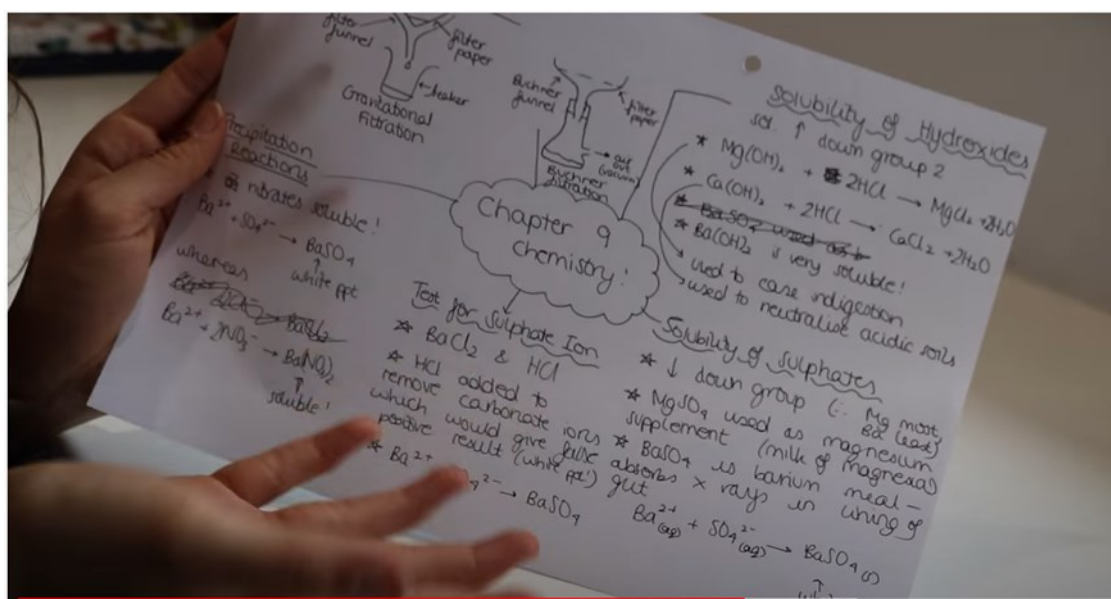 filter
funnel
filter
paper
beaker
Gravitational
Filtration
Buchner
funnel
filter
paper
(vacuum)
Buchner
filtration
Solubility of Hydroxides
sol. ↑ down group 2
* Mg(OH)₂ + 2HCl → MgCl₂ + 2H₂O
* Ca(OH)₂ + 2HCl → CaCl₂ + 2H₂O
* BaSO₄ used as
* Ba(OH)₂ is very soluble!
used to ease indigestion
used to neutralise acidic soils
Precipitation
Reactions
* nitrates soluble!
Ba²⁺ + SO₄²⁻ → BaSO₄
↑
white ppt
whereas
Ba²⁺ + 2NO₃⁻ → Ba(NO₃)₂
↑
soluble!
Chapter 9
Chemistry!
Test for Sulphate Ion
* BaCl₂ & HCl
* HCl added to
remove carbonate ions
which would give false
positive result (white ppt)
* Ba²⁺ ²⁻ → BaSO₄
Solubility of Sulphates
* ↓ down group (∴ Mg most
Ba least)
* MgSO₄ used as magnesium
supplement (milk of magnesia)
* BaSO₄ is barium meal –
absorbs x rays in lining of
gut
Ba²⁺(aq) + SO₄²⁻(aq) → BaSO₄(s)
↑